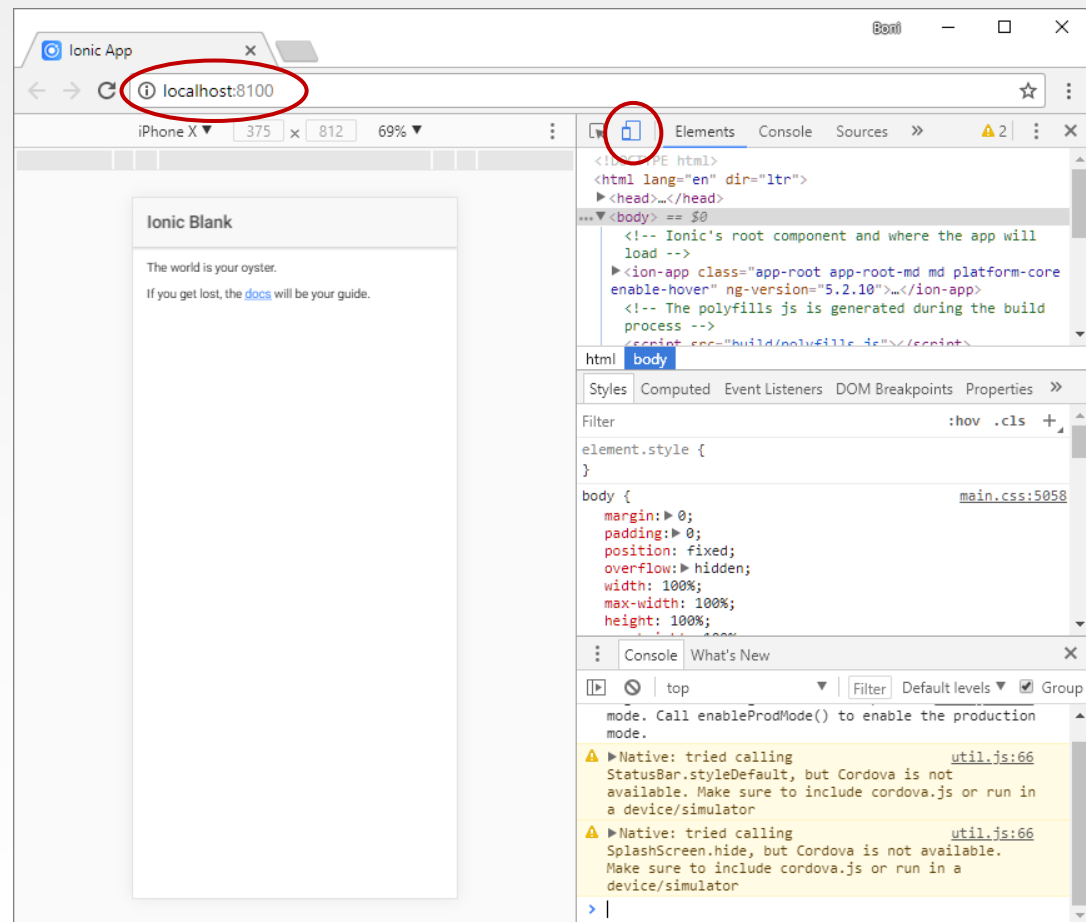 Boni
Ionic App
localhost:8100
iPhone X ▼ 375 x 812 69% ▼
Elements Console Sources » 2
Ionic Blank
The world is your oyster.
If you get lost, the docs will be your guide.
<!DOCTYPE html>
<html lang="en" dir="ltr">
▶<head>…</head>
…▼<body> == $0
<!-- Ionic's root component and where the app will
load -->
▶<ion-app class="app-root app-root-md md platform-core
enable-hover" ng-version="5.2.10">…</ion-app>
<!-- The polyfills js is generated during the build
process -->
<script src="build/polyfills.js"></script>
html body
Styles Computed Event Listeners DOM Breakpoints Properties »
Filter :hov .cls +
element.style {
}
body { main.css:5058
margin:▶ 0;
padding:▶ 0;
position: fixed;
overflow:▶ hidden;
width: 100%;
max-width: 100%;
height: 100%;
Console What's New
top ▼ Filter Default levels ▼ Group
mode. Call enableProdMode() to enable the production
mode.
▶Native: tried calling util.js:66
StatusBar.styleDefault, but Cordova is not
available. Make sure to include cordova.js or run in
a device/simulator
▶Native: tried calling util.js:66
SplashScreen.hide, but Cordova is not available.
Make sure to include cordova.js or run in a
device/simulator
>